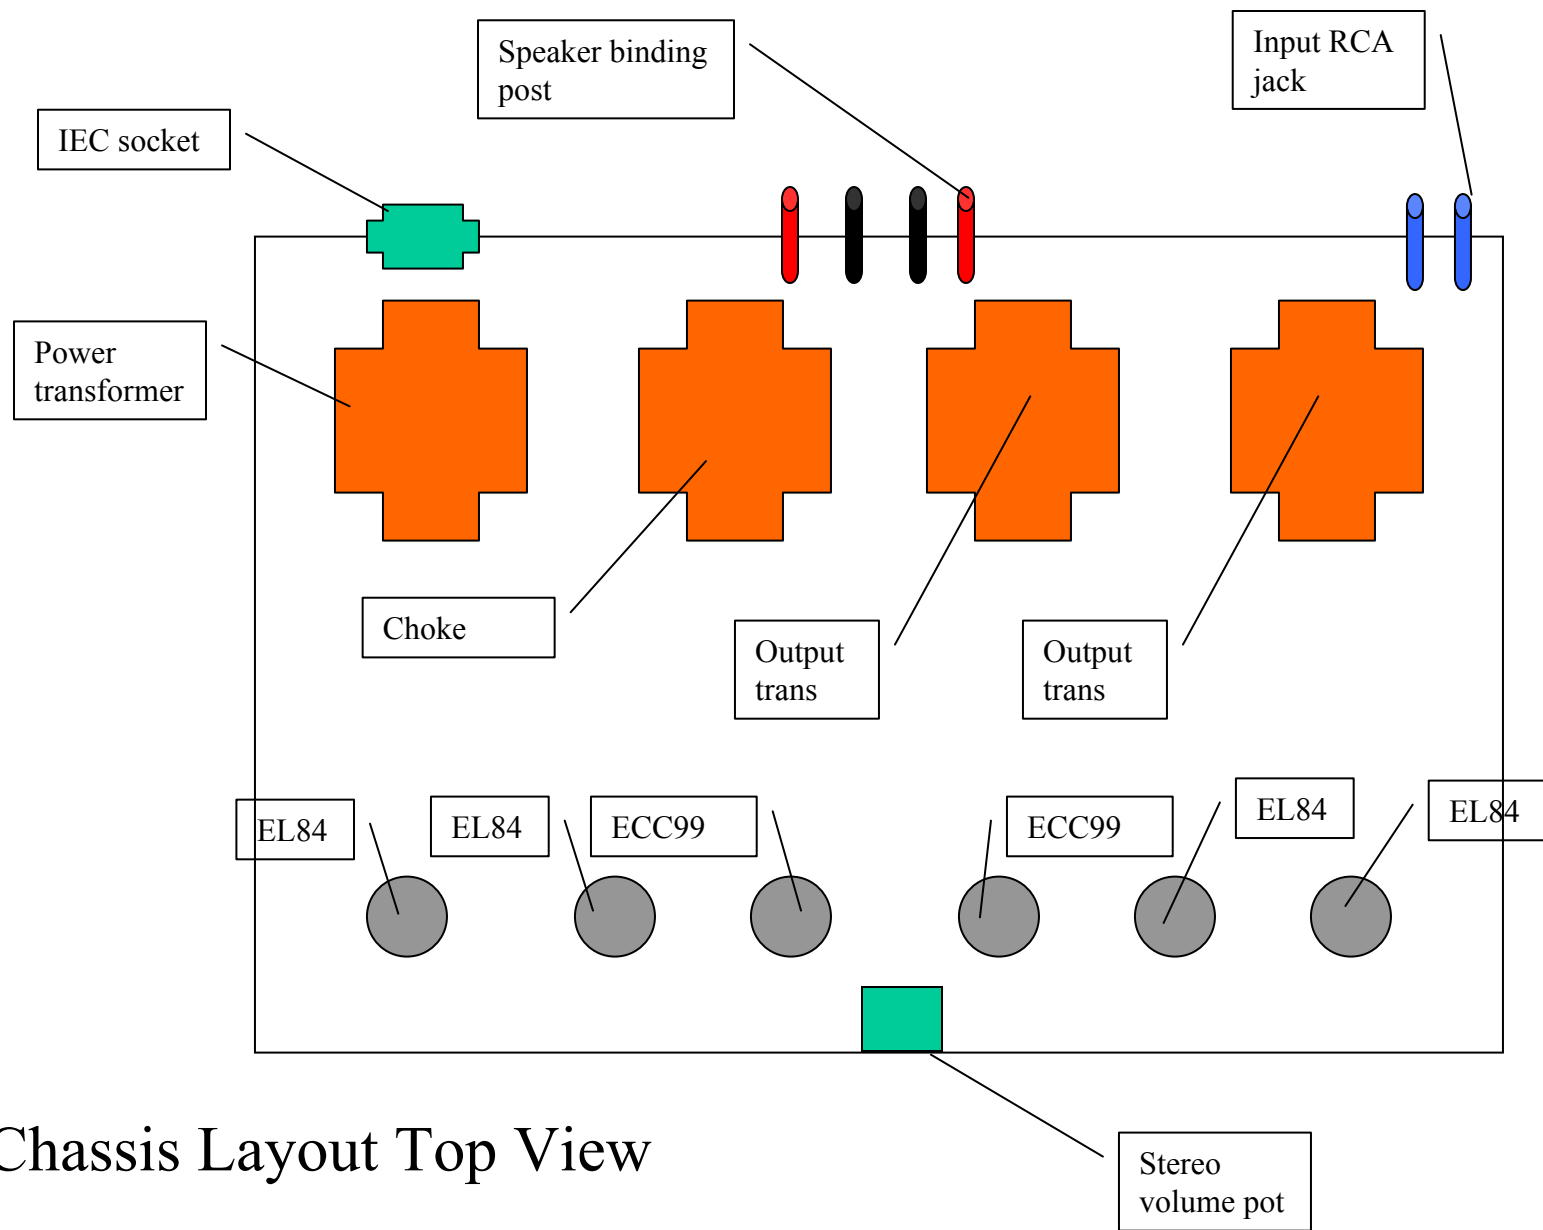 Speaker binding
post
Input RCA
jack
IEC socket
Power
transformer
Choke
Output
trans
Output
trans
EL84
EL84
ECC99
ECC99
EL84
EL84
Chassis Layout Top View
Stereo
volume pot